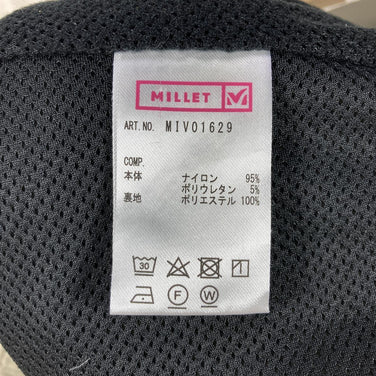 MILLET
ART.NO. MIV01629
COMP.
本体 ナイロン 95%
ポリウレタン 5%
裏地 ポリエステル 100%
30
F W